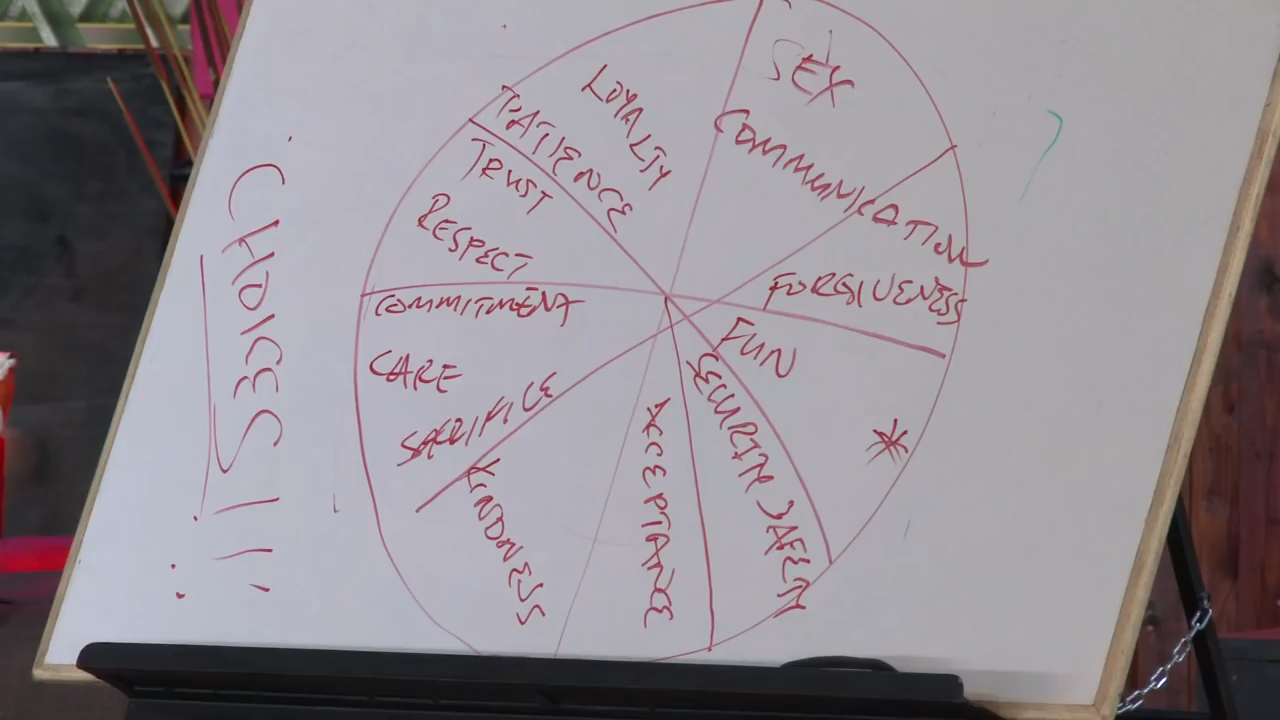 CHOICES !!
SEX
COMMUNICATION
FORGIVENESS
FUN
*
SECURITY SAFETY
ACCEPTANCE
KINDNESS
SACRIFICE
CARE
COMMITMENT
RESPECT
TRUST
PATIENCE
LOYALTY